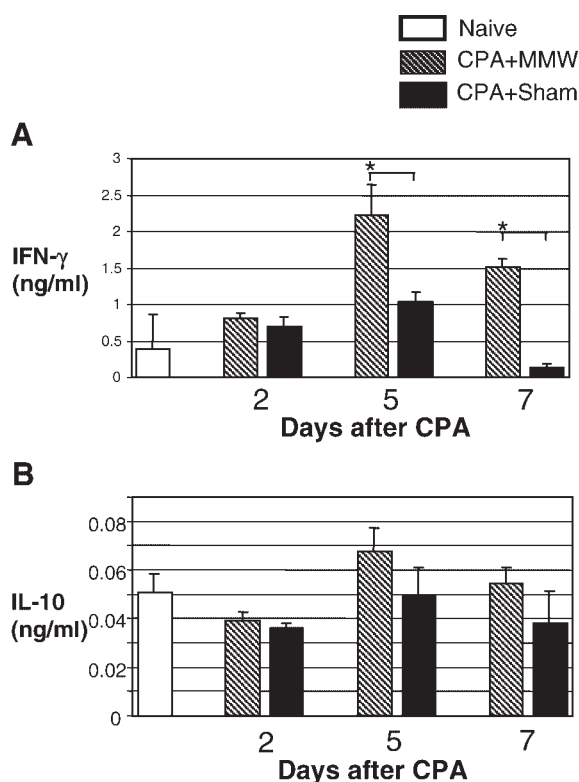 Naive
CPA+MMW
CPA+Sham
A
3
2.5
2
1.5
1
0.5
0
IFN-γ
(ng/ml)
*
*
2 5 7
Days after CPA
B
0.08
0.06
0.04
0.02
0
IL-10
(ng/ml)
2 5 7
Days after CPA